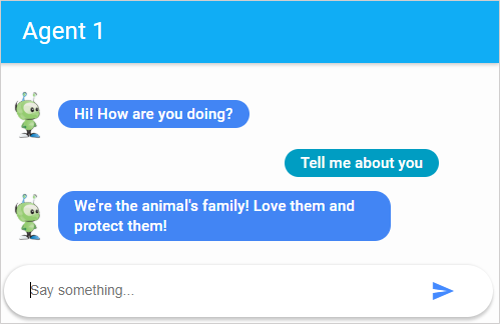 Agent 1
Hi! How are you doing?
Tell me about you
We're the animal's family! Love them and
protect them!
Say something...